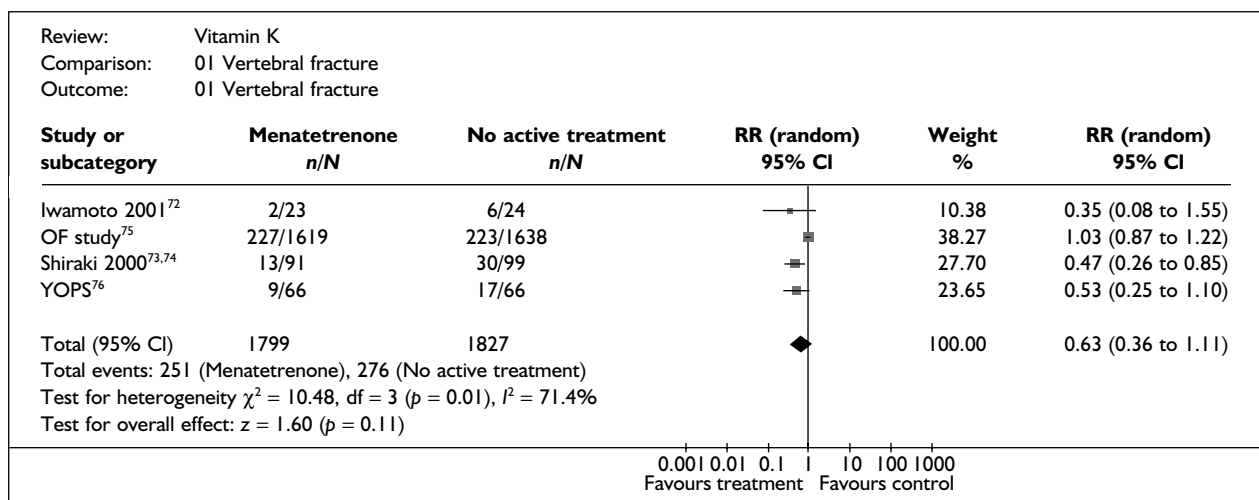 Review: Vitamin K
Comparison: 01 Vertebral fracture
Outcome: 01 Vertebral fracture
Study or Menatetrenone No active treatment RR (random) Weight RR (random)
subcategory n/N n/N 95% CI % 95% CI
Iwamoto 2001⁷² 2/23 6/24 10.38 0.35 (0.08 to 1.55)
OF study⁷⁵ 227/1619 223/1638 38.27 1.03 (0.87 to 1.22)
Shiraki 2000⁷³,⁷⁴ 13/91 30/99 27.70 0.47 (0.26 to 0.85)
YOPS⁷⁶ 9/66 17/66 23.65 0.53 (0.25 to 1.10)
Total (95% CI) 1799 1827 100.00 0.63 (0.36 to 1.11)
Total events: 251 (Menatetrenone), 276 (No active treatment)
Test for heterogeneity χ² = 10.48, df = 3 (p = 0.01), I² = 71.4%
Test for overall effect: z = 1.60 (p = 0.11)
0.001 0.01 0.1 1 10 100 1000
Favours treatment Favours control